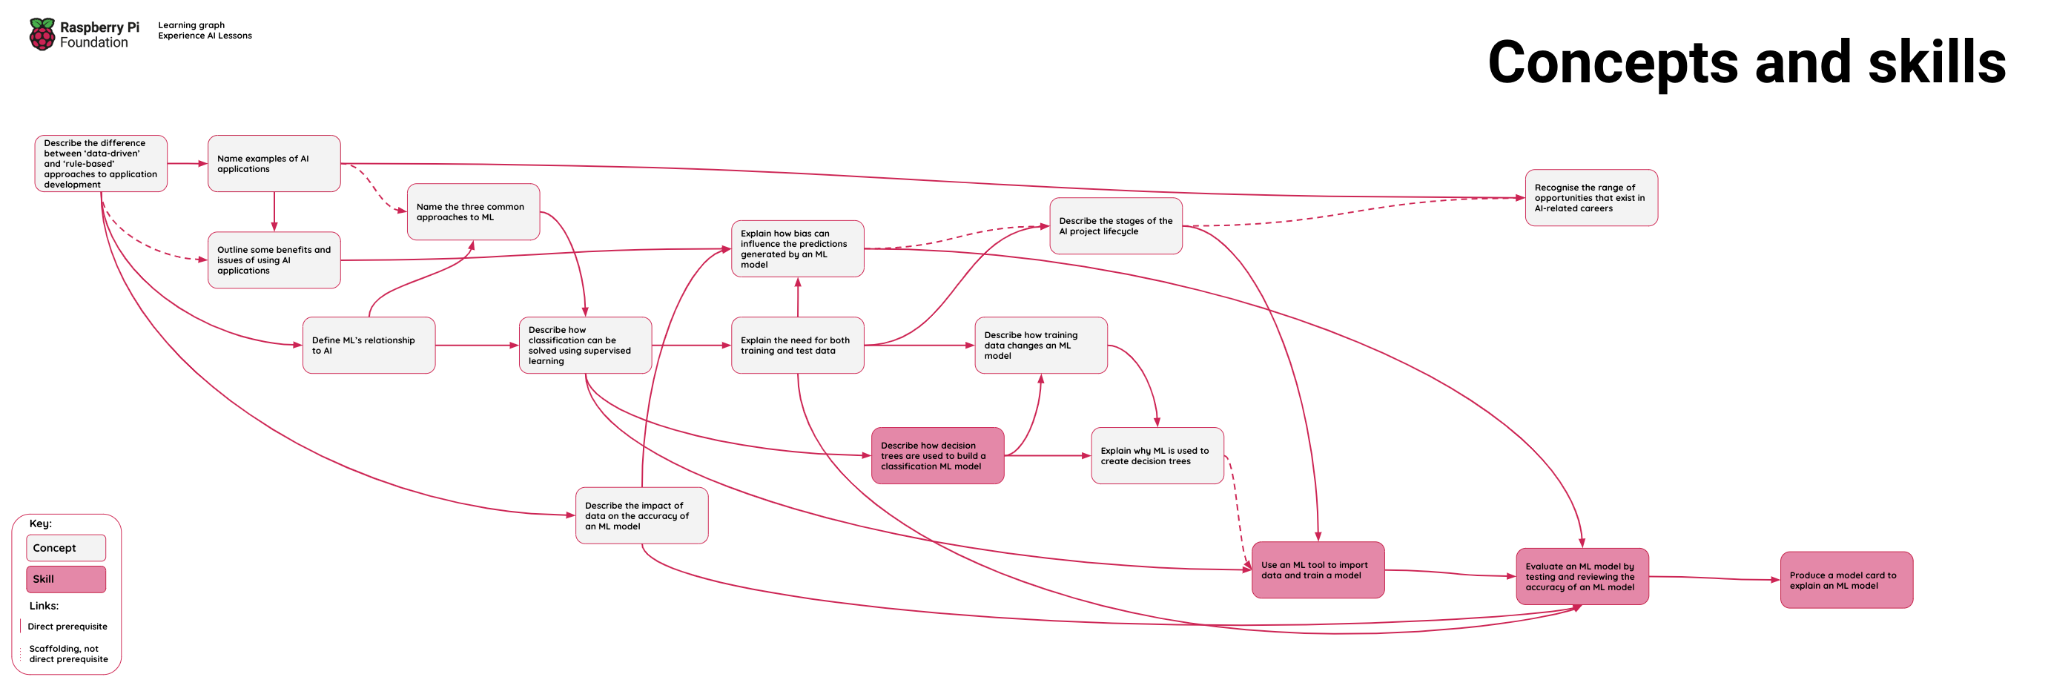 Raspberry Pi
Foundation
Learning graph
Experience AI Lessons
Concepts and skills
Describe the difference
between ‘data-driven’
and ‘rule-based’
approaches to application
development
Name examples of AI
applications
Outline some benefits and
issues of using AI
applications
Name the three common
approaches to ML
Define ML’s relationship
to AI
Describe how
classification can be
solved using supervised
learning
Explain how bias can
influence the predictions
generated by an ML
model
Explain the need for both
training and test data
Describe the stages of the
AI project lifecycle
Describe how training
data changes an ML
model
Recognise the range of
opportunities that exist in
AI-related careers
Describe how decision
trees are used to build a
classification ML model
Explain why ML is used to
create decision trees
Describe the impact of
data on the accuracy of
an ML model
Use an ML tool to import
data and train a model
Evaluate an ML model by
testing and reviewing the
accuracy of an ML model
Produce a model card to
explain an ML model
Key:
Concept
Skill
Links:
Direct prerequisite
Scaffolding, not
direct prerequisite